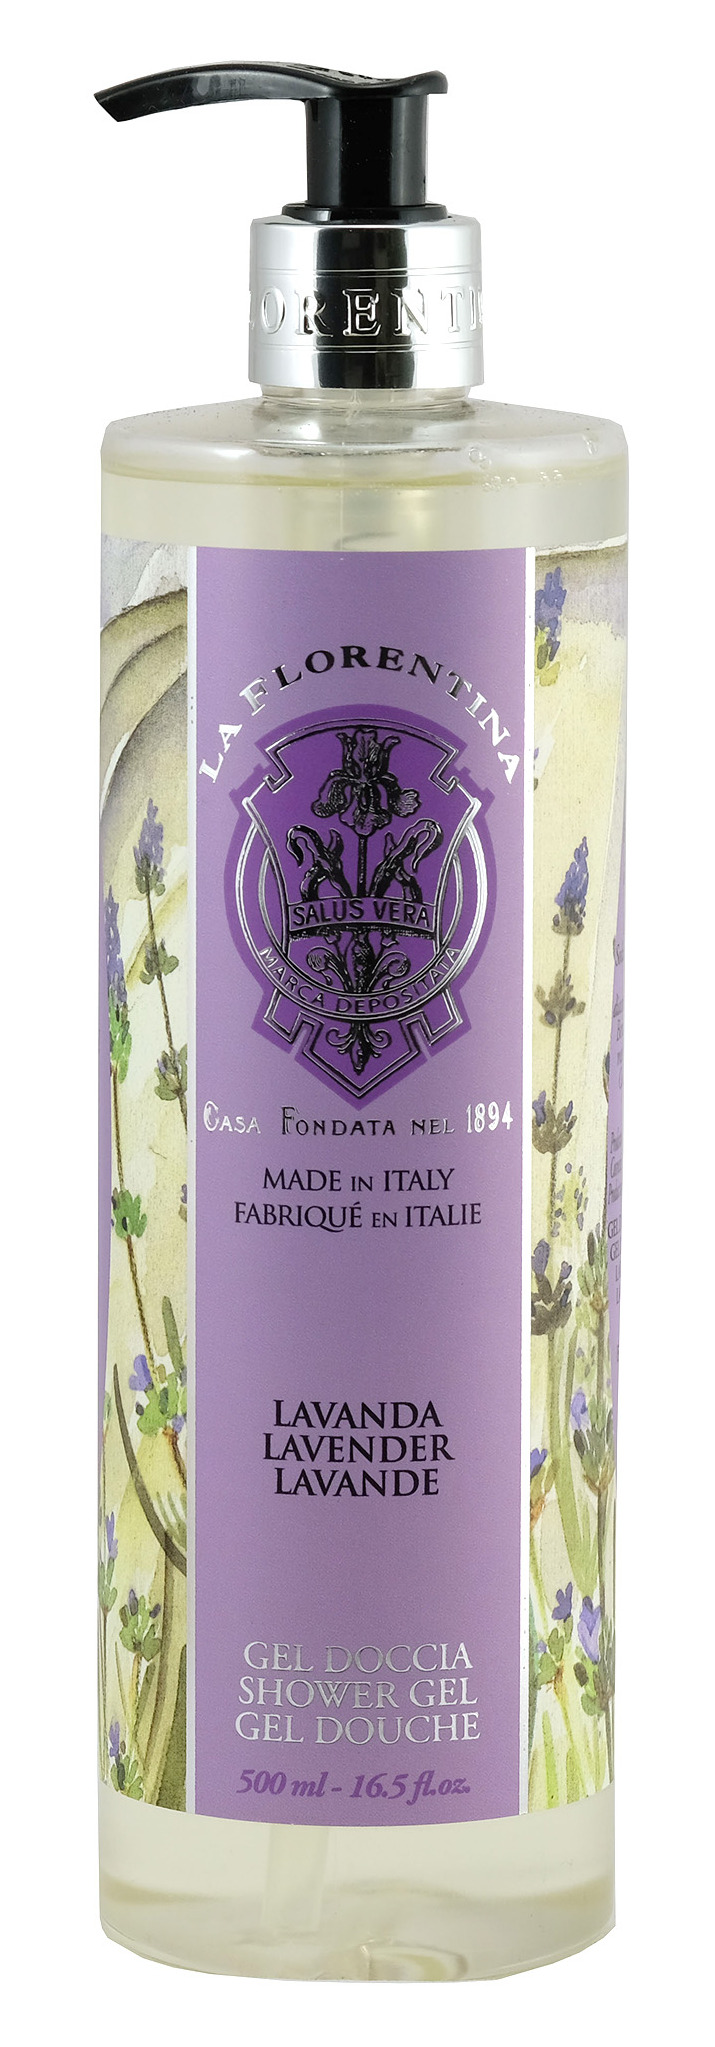 ORENTI
LA FLORENTINA
SALUS VERA
MARCA DEPOSITATA
CASA FONDATA NEL 1894
MADE IN ITALY
FABRIQUÉ EN ITALIE
LAVANDA
LAVENDER
LAVANDE
GEL DOCCIA
SHOWER GEL
GEL DOUCHE
500 ml - 16.5 fl.oz.